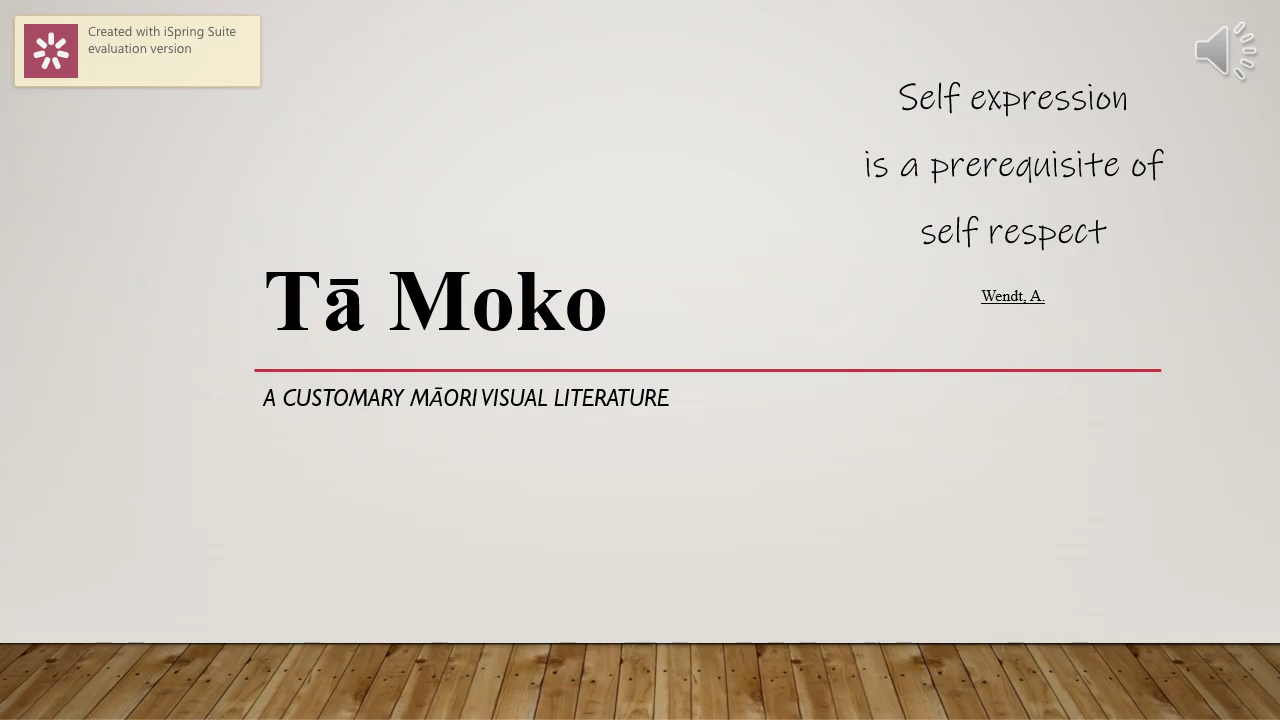 Created with iSpring Suite
evaluation version
Self expression
is a prerequisite of
self respect
Wendt, A.
Tā Moko
A CUSTOMARY MĀORI VISUAL LITERATURE